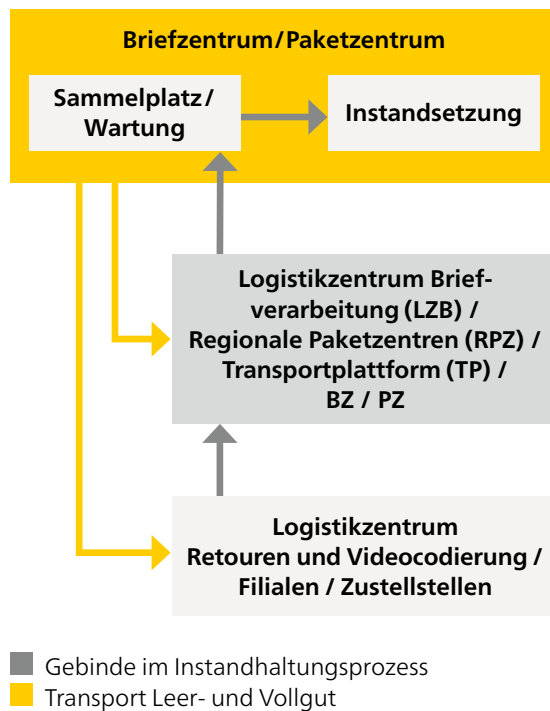 Briefzentrum/Paketzentrum
Sammelplatz/
Wartung
Instandsetzung
Logistikzentrum Brief-
verarbeitung (LZB) /
Regionale Paketzentren (RPZ) /
Transportplattform (TP) /
BZ / PZ
Logistikzentrum
Retouren und Videocodierung /
Filialen / Zustellstellen
Gebinde im Instandhaltungsprozess
Transport Leer- und Vollgut